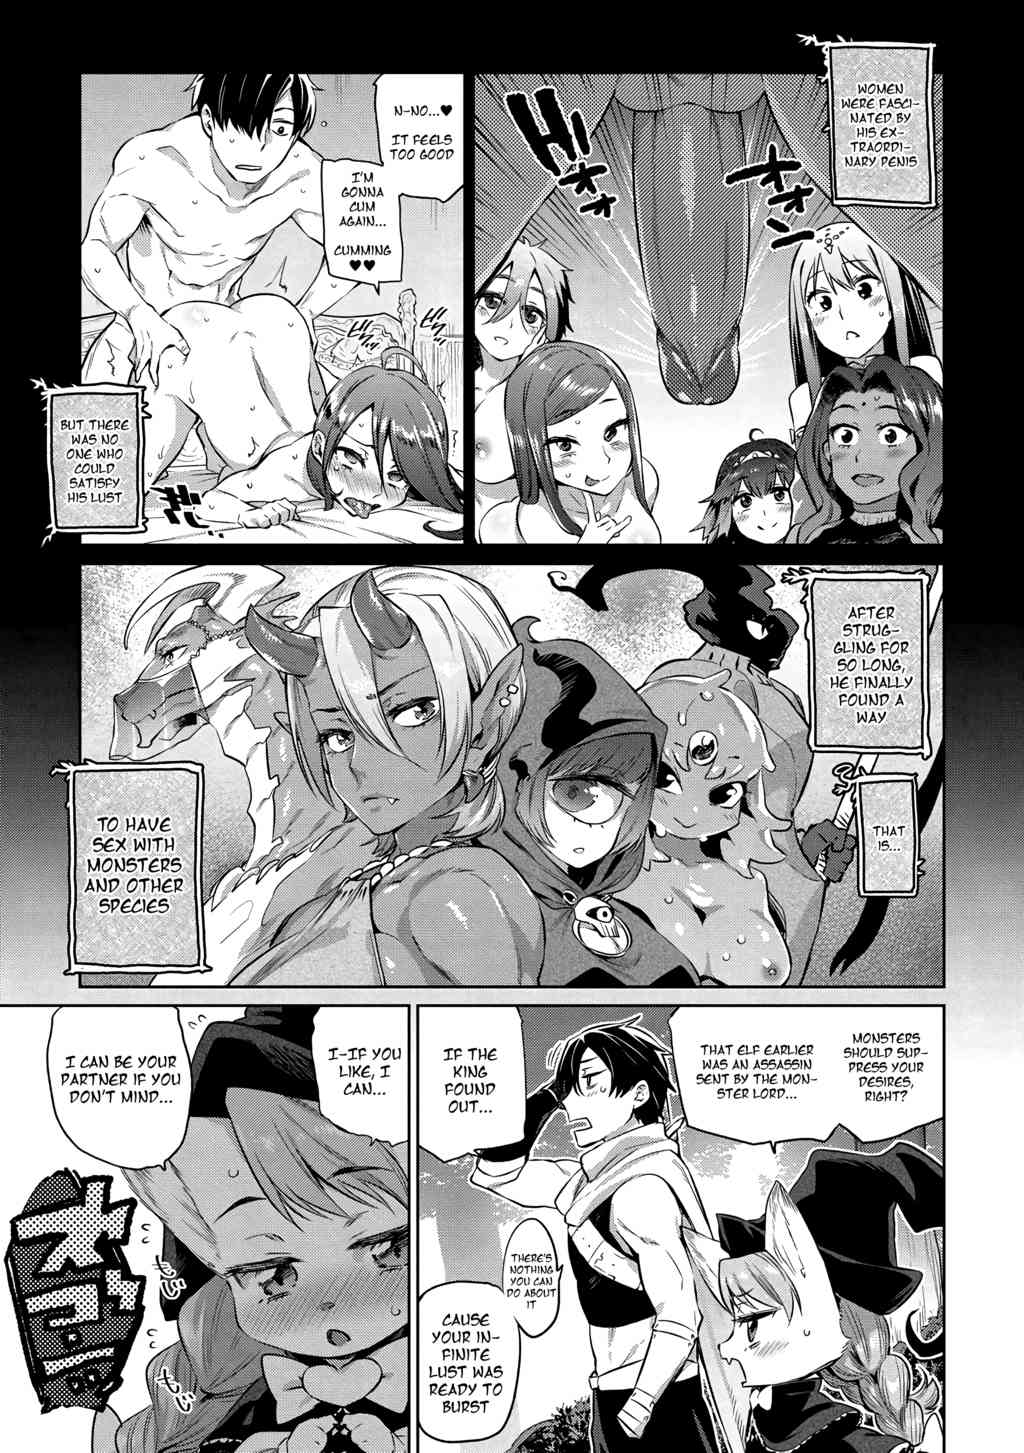 WOMEN
WERE FASCI-
NATED BY
HIS EX-
TRAORDI-
NARY PENIS
N-NO...♥
IT FEELS
TOO GOOD
I'M
GONNA
CUM
AGAIN...
CUMMING
♥♥
BUT THERE
WAS NO
ONE WHO
COULD
SATISFY
HIS LUST
AFTER
STRUG-
GLING FOR
SO LONG,
HE FINALLY
FOUND A
WAY
THAT
IS...
TO HAVE
SEX WITH
MONSTERS
AND OTHER
SPECIES
MONSTERS
SHOULD SUP-
PRESS YOUR
DESIRES,
RIGHT?
THAT ELF EARLIER
WAS AN ASSASSIN
SENT BY THE MON-
STER LORD...
IF THE
KING
FOUND
OUT...
THERE'S
NOTHING
YOU CAN
DO ABOUT
IT
CAUSE
YOUR IN-
FINITE
LUST WAS
READY TO
BURST
I-IF YOU
LIKE, I
CAN...
I CAN BE YOUR
PARTNER IF YOU
DON'T MIND...